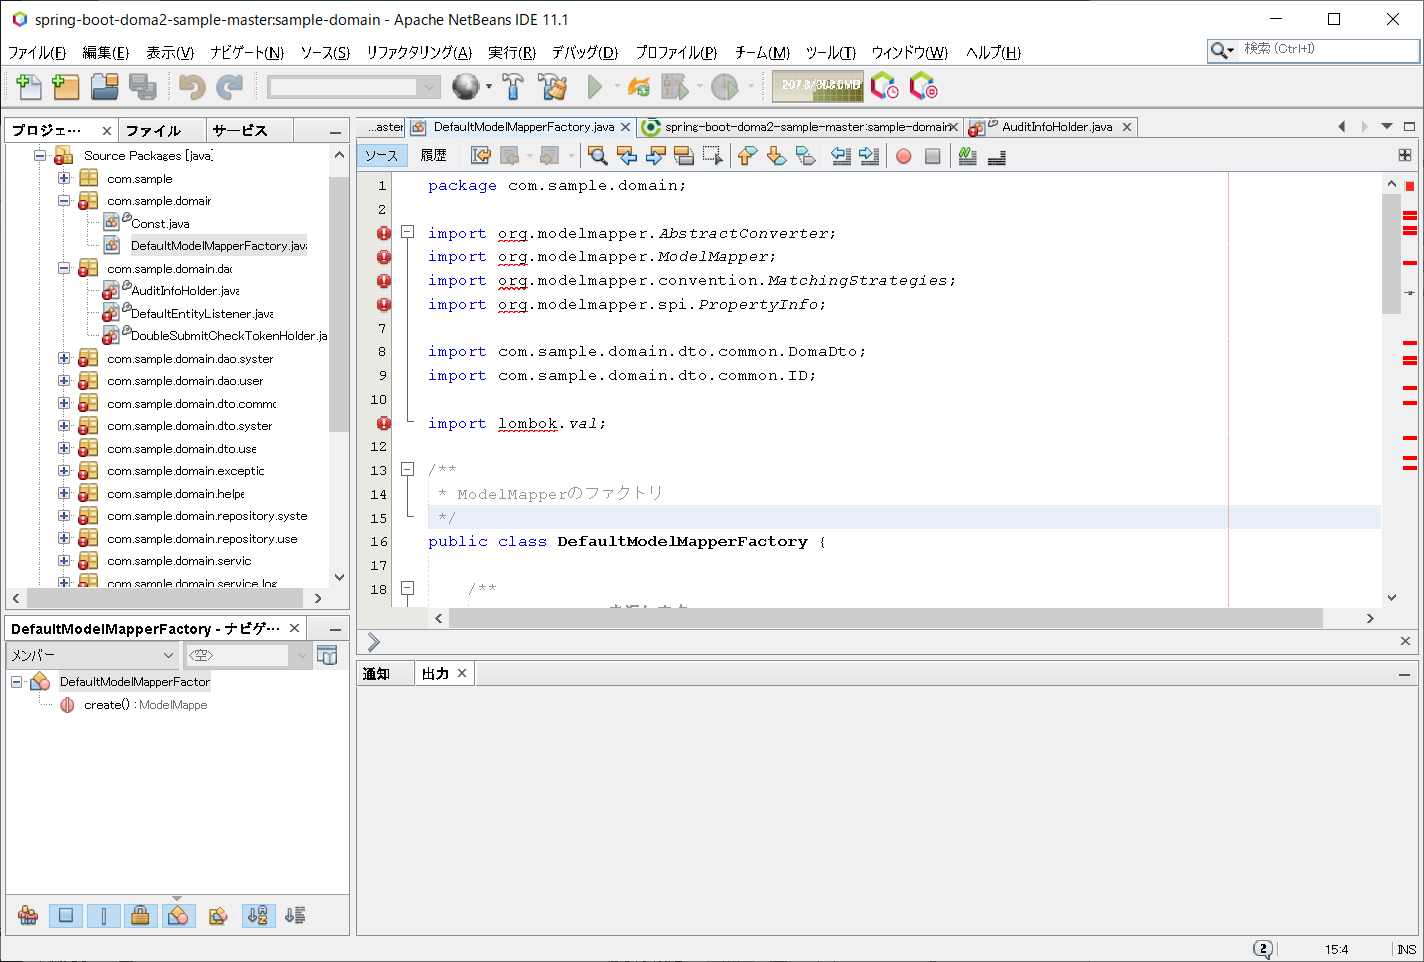 spring-boot-doma2-sample-master:sample-domain - Apache NetBeans IDE 11.1
ファイル(F) 編集(E) 表示(V) ナビゲート(N) ソース(S) リファクタリング(A) 実行(R) デバッグ(D) プロファイル(P) チーム(M) ツール(T) ウィンドウ(W) ヘルプ(H)
検索 (Ctrl+I)
プロジェ… ファイル サービス
Source Packages [java]
com.sample
com.sample.domain
Const.java
DefaultModelMapperFactory.java
com.sample.domain.dao
AuditInfoHolder.java
DefaultEntityListener.java
DoubleSubmitCheckTokenHolder.ja
com.sample.domain.dao.system
com.sample.domain.dao.user
com.sample.domain.dto.commo
com.sample.domain.dto.system
com.sample.domain.dto.use
com.sample.domain.exceptic
com.sample.domain.helpe
com.sample.domain.repository.syste
com.sample.domain.repository.use
com.sample.domain.servic
com.sample.domain.service.log
DefaultModelMapperFactory - ナビゲ…
メンバー <空>
DefaultModelMapperFactor
create() : ModelMappe
...aster DefaultModelMapperFactory.java spring-boot-doma2-sample-master:sample-domain AuditInfoHolder.java
ソース 履歴
1 package com.sample.domain;
2
import org.modelmapper.AbstractConverter;
import org.modelmapper.ModelMapper;
import org.modelmapper.convention.MatchingStrategies;
import org.modelmapper.spi.PropertyInfo;
7
8 import com.sample.domain.dto.common.DomaDto;
9 import com.sample.domain.dto.common.ID;
10
import lombok.val;
12
13 /**
14 * ModelMapperのファクトリ
15 */
16 public class DefaultModelMapperFactory {
17
18 /**
通知 出力
2 15:4 INS